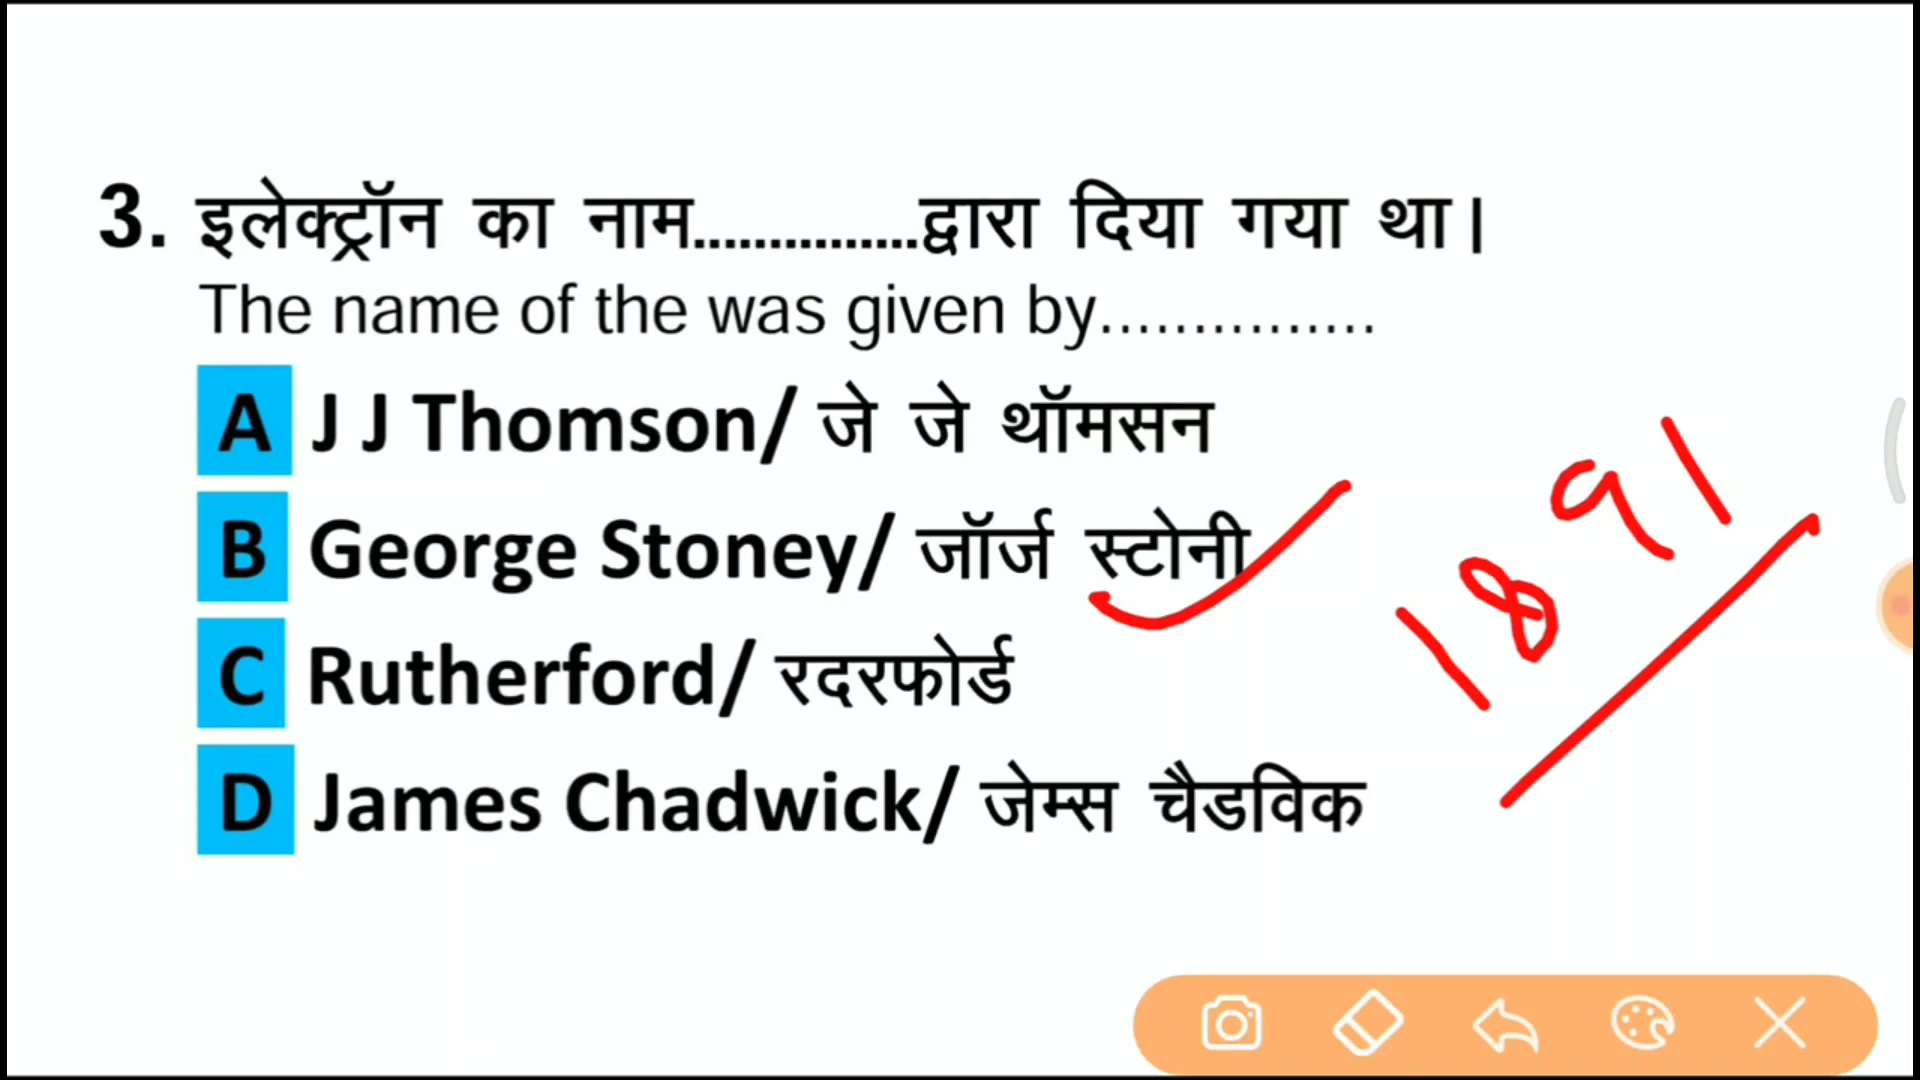 3. इलेक्ट्रॉन का नाम...............द्वारा दिया गया था।
The name of the was given by...............
A J J Thomson/ जे जे थॉमसन
B George Stoney/ जॉर्ज स्टोनी
C Rutherford/ रदरफोर्ड
D James Chadwick/ जेम्स चैडविक
1891